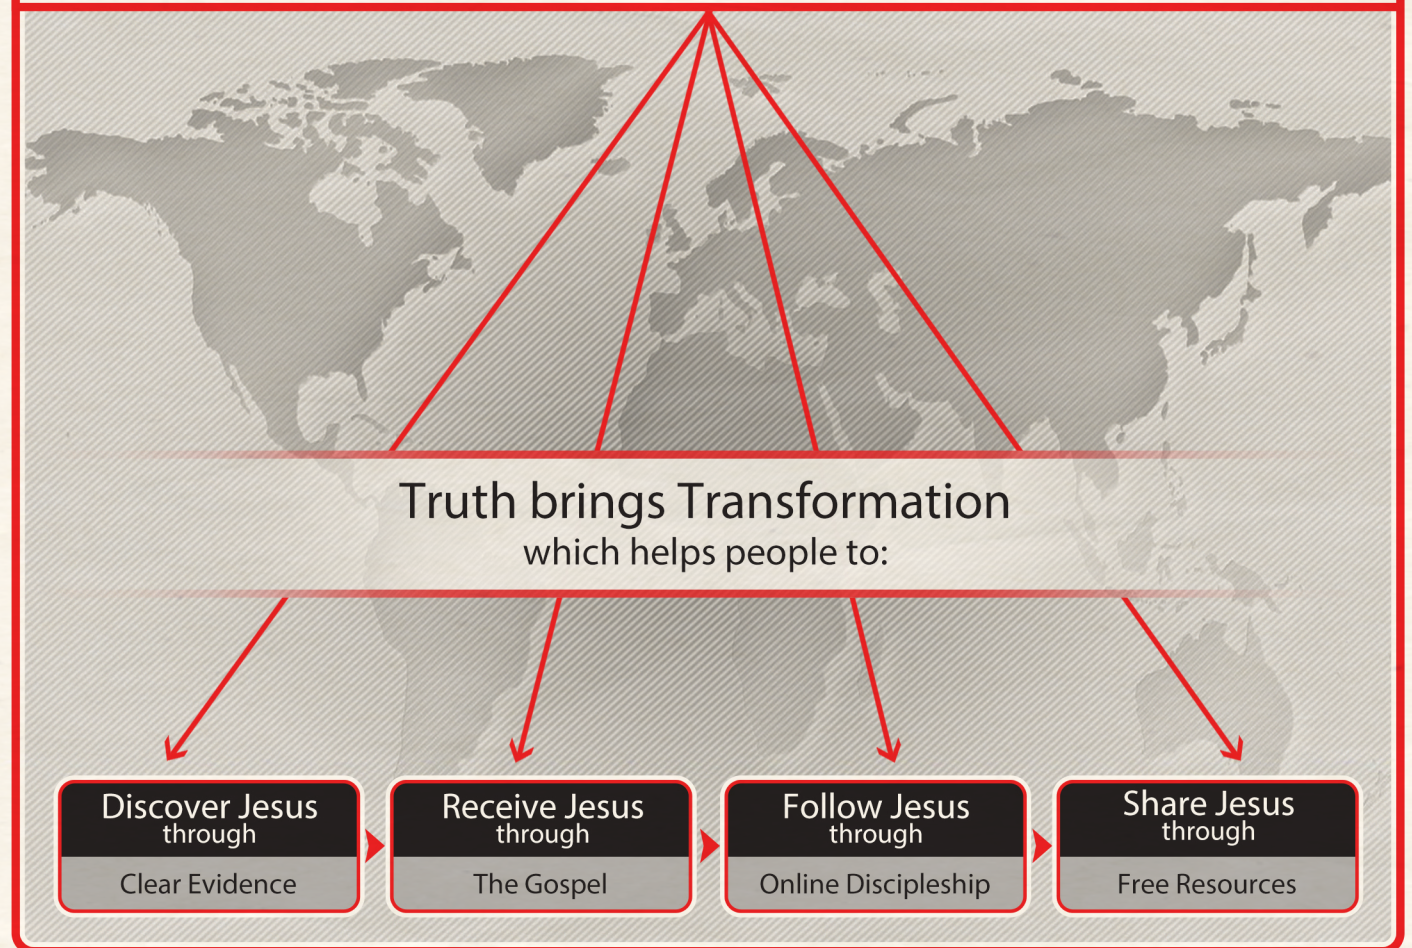 Truth brings Transformation
which helps people to:
Discover Jesus
through
Clear Evidence
Receive Jesus
through
The Gospel
Follow Jesus
through
Online Discipleship
Share Jesus
through
Free Resources